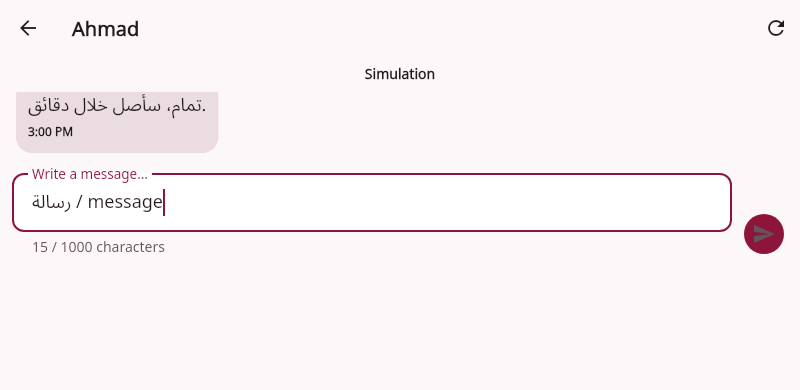 Ahmad
Simulation
تمام، سأصل خلال دقائق.
3:00 PM
Write a message...
رسالة / message
15 / 1000 characters